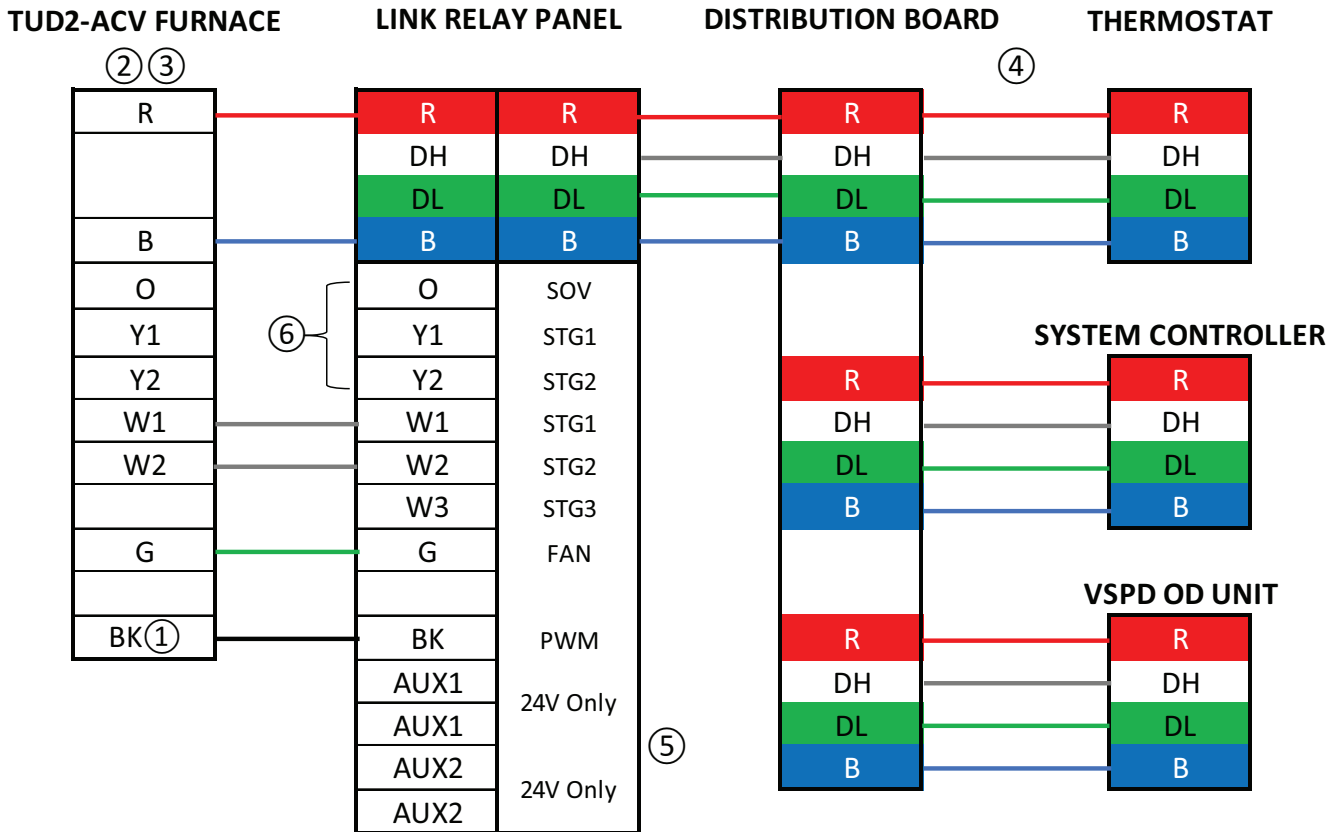 TUD2-ACV FURNACE LINK RELAY PANEL DISTRIBUTION BOARD THERMOSTAT
② ③ ④
R R R R R
DH DH DH DH
DL DL DL DL
B B B B B
O O SOV
⑥ Y1 Y1 STG1 SYSTEM CONTROLLER
Y2 Y2 STG2 R R
W1 W1 STG1 DH DH
W2 W2 STG2 DL DL
W3 STG3 B B
G G FAN
VSPD OD UNIT
BK① BK PWM R R
AUX1 DH DH
24V Only
AUX1 DL DL
⑤
AUX2 B B
24V Only
AUX2